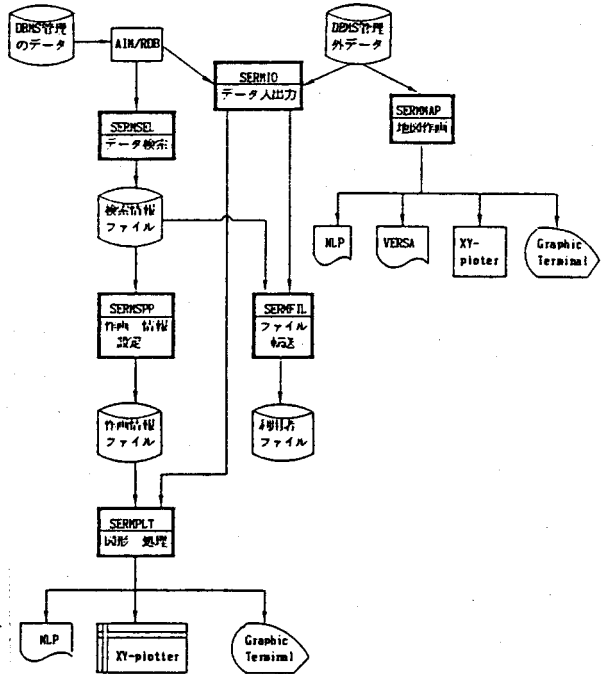 DBMS管理
のデータ
AIM/RDB
DBMS管理
外データ
SERMIO
データ入出力
SERMSEL
データ検索
SERMMAP
地図作画
検索情報
ファイル
NLP
VERSA
XY-
ploter
Graphic
Terminal
SERMSPP
作画 情報
設定
SERMFIL
ファイル
転送
作画情報
ファイル
利用者
ファイル
SERMPLT
図形 処理
NLP
XY-plotter
Graphic
Terminal